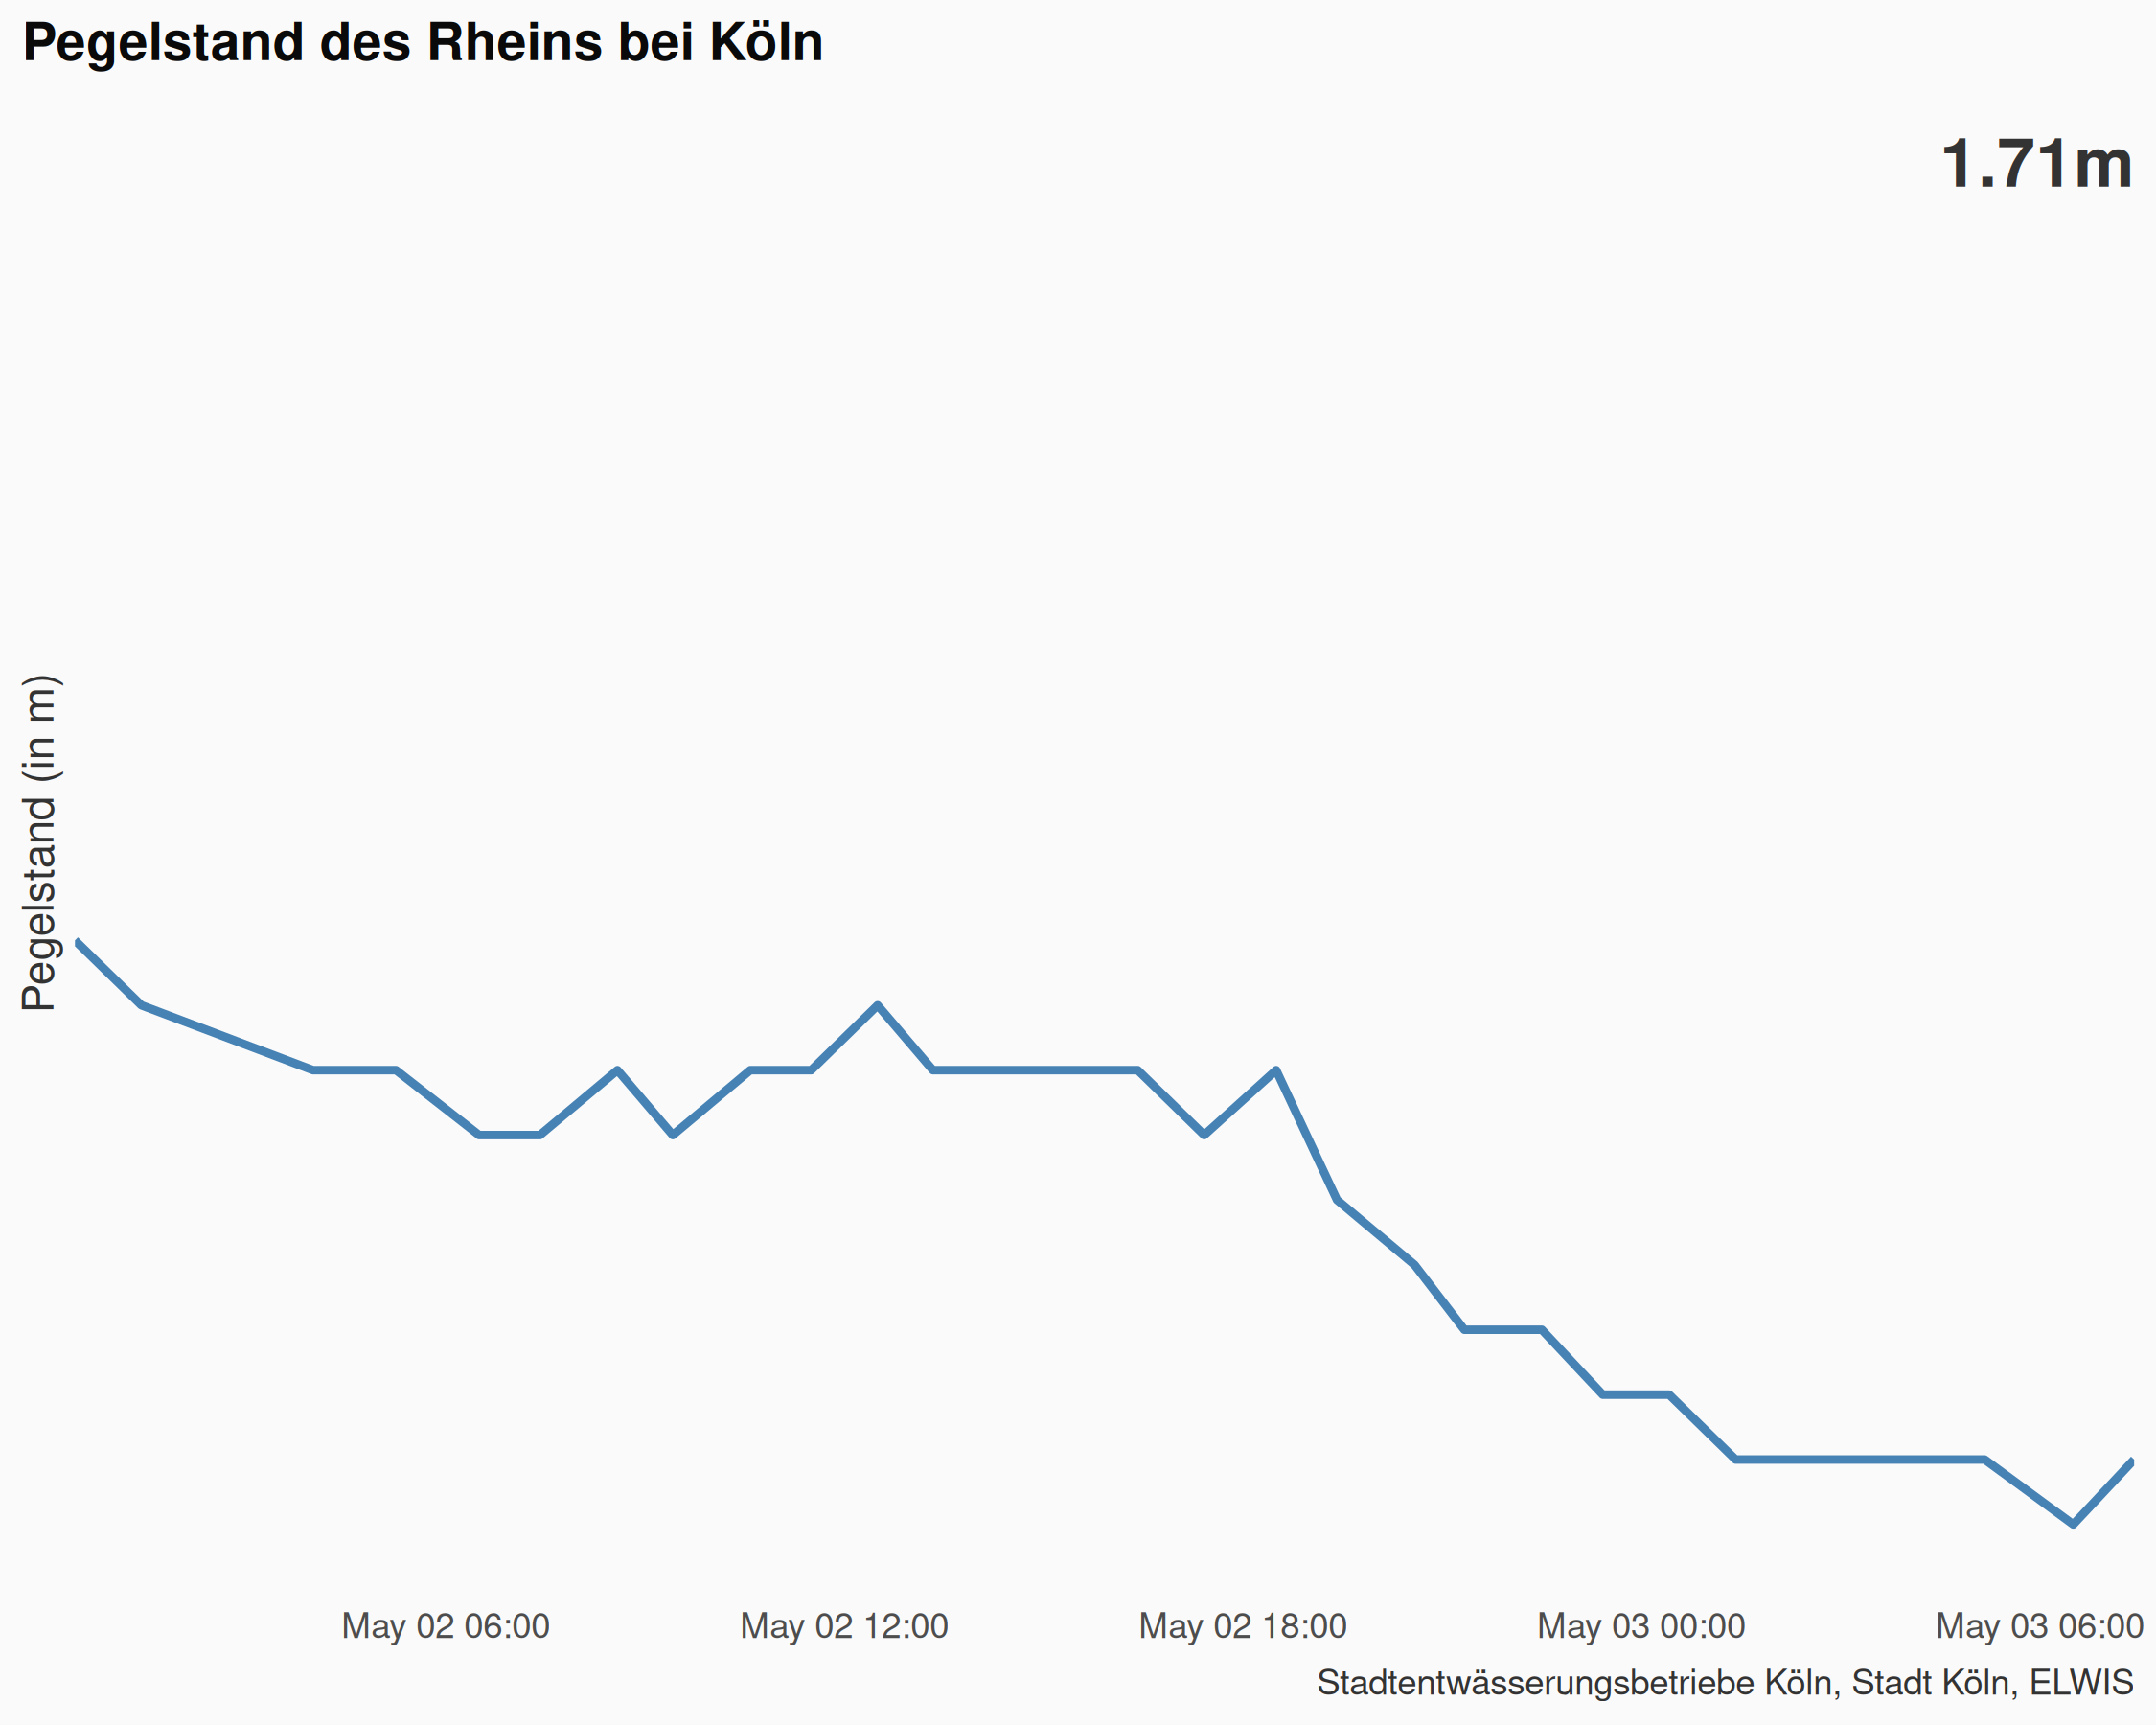 Pegelstand des Rheins bei Köln
1.71m
Pegelstand (in m)
May 02 06:00
May 02 12:00
May 02 18:00
May 03 00:00
May 03 06:00
Stadtentwässerungsbetriebe Köln, Stadt Köln, ELWIS